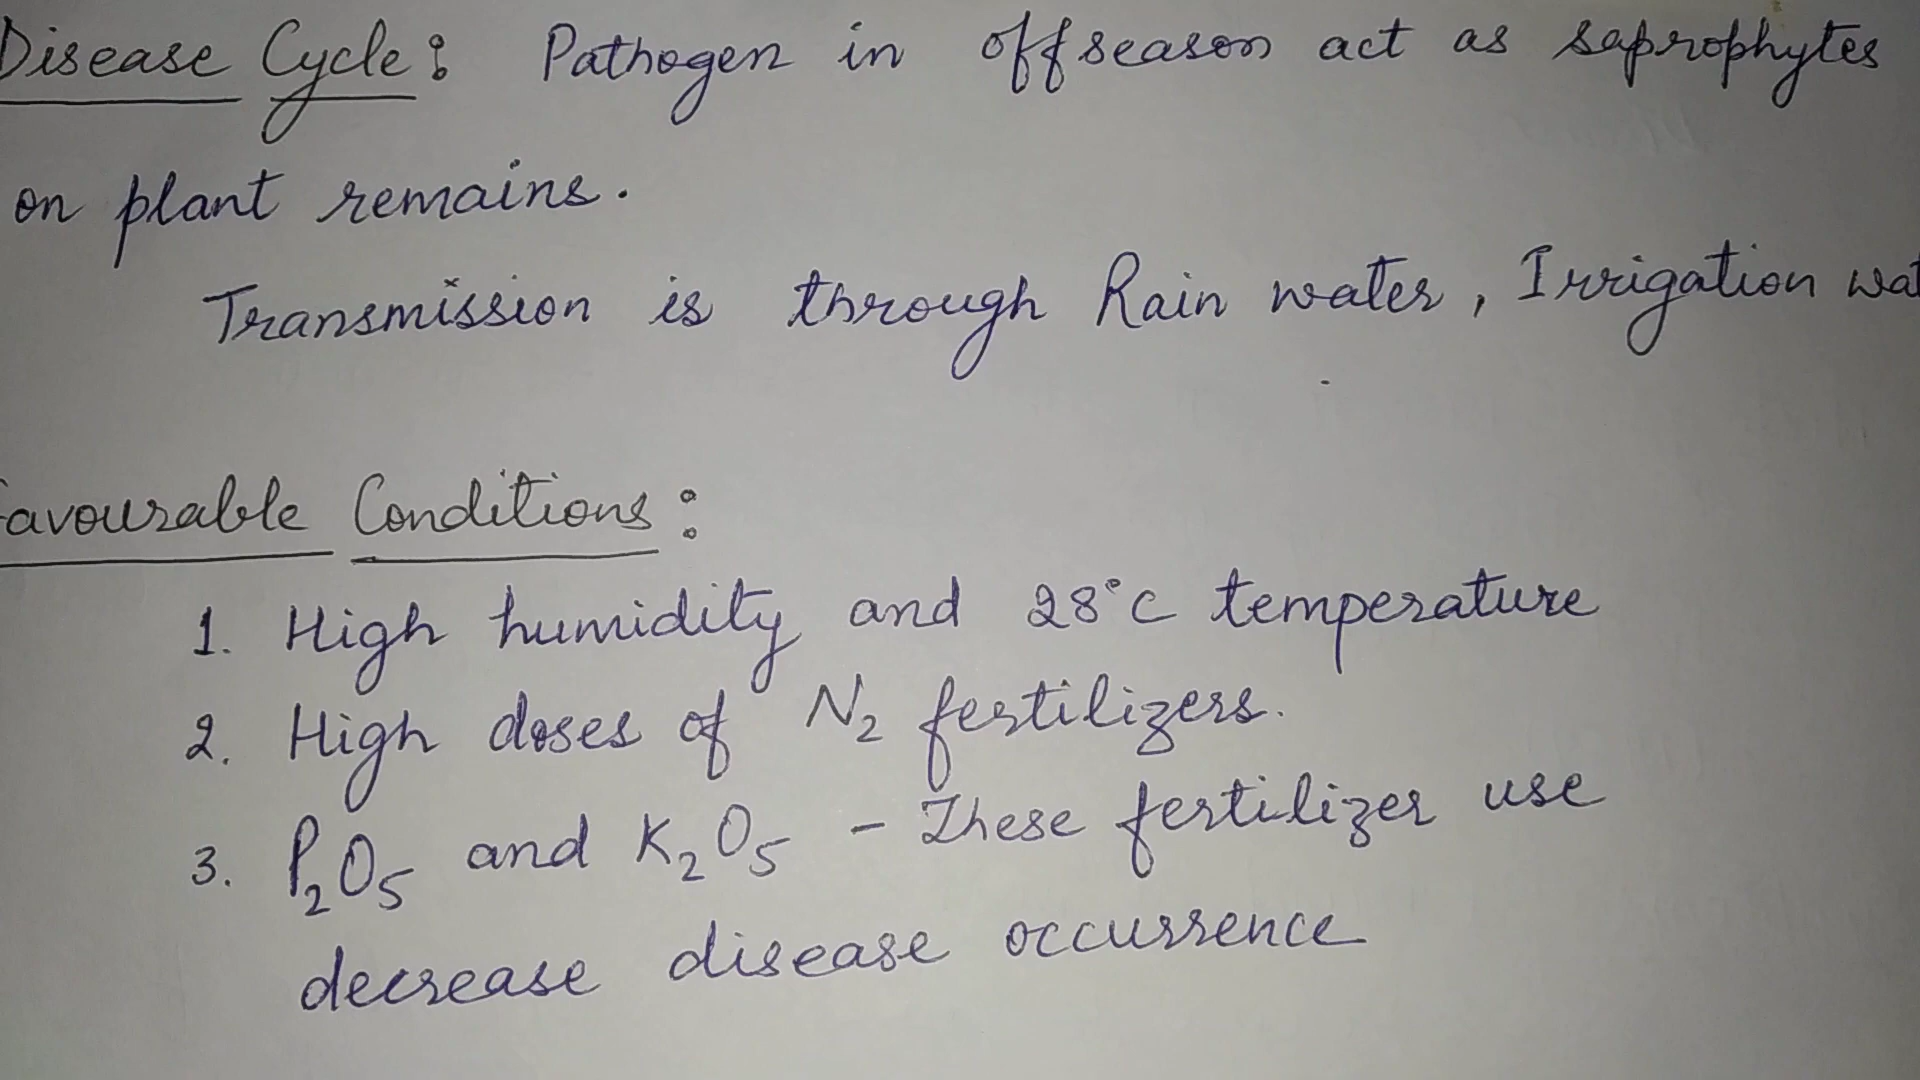 Disease Cycle: Pathogen in offseason act as saprophytes
on plant remains.
Transmission is through Rain water, Irrigation wat
Favourable Conditions:
1. High humidity and 28°C temperature
2. High doses of N₂ fertilizers.
3. P₂O₅ and K₂O₅ - These fertilizer use
decrease disease occurrence